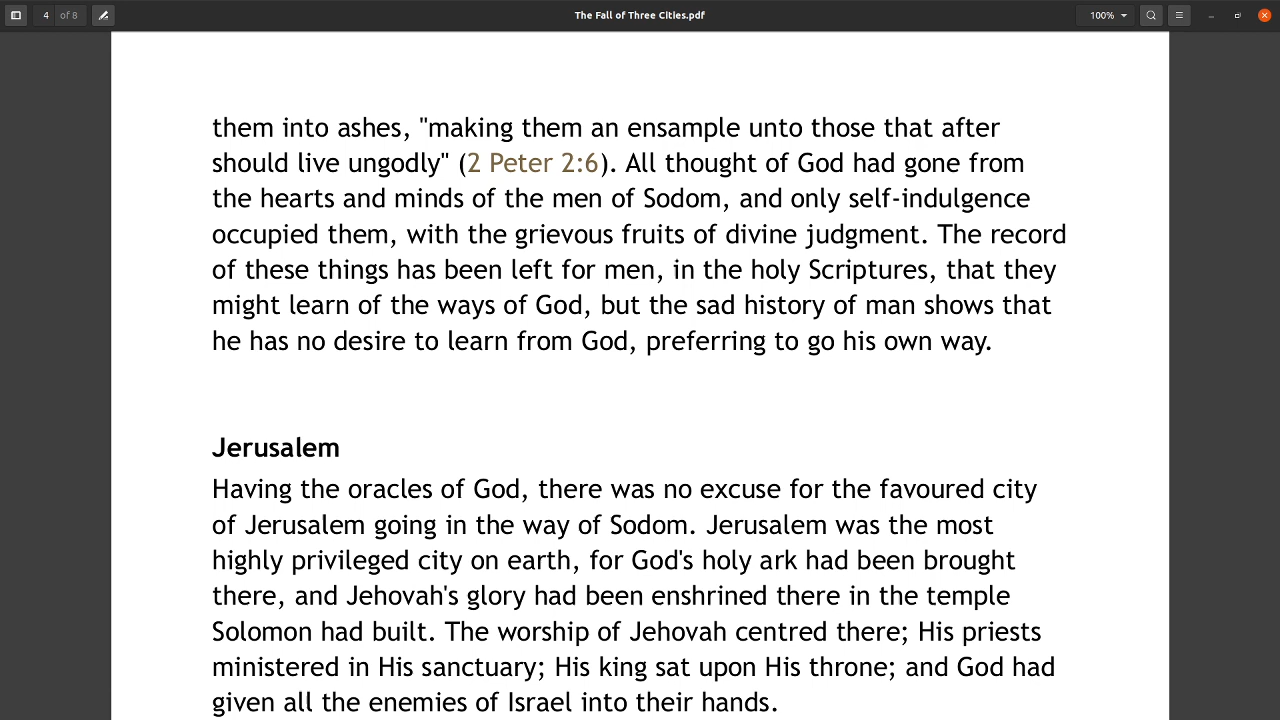 4 of 8
The Fall of Three Cities.pdf
100%
them into ashes, "making them an ensample unto those that after
should live ungodly" (2 Peter 2:6). All thought of God had gone from
the hearts and minds of the men of Sodom, and only self-indulgence
occupied them, with the grievous fruits of divine judgment. The record
of these things has been left for men, in the holy Scriptures, that they
might learn of the ways of God, but the sad history of man shows that
he has no desire to learn from God, preferring to go his own way.
Jerusalem
Having the oracles of God, there was no excuse for the favoured city
of Jerusalem going in the way of Sodom. Jerusalem was the most
highly privileged city on earth, for God's holy ark had been brought
there, and Jehovah's glory had been enshrined there in the temple
Solomon had built. The worship of Jehovah centred there; His priests
ministered in His sanctuary; His king sat upon His throne; and God had
given all the enemies of Israel into their hands.